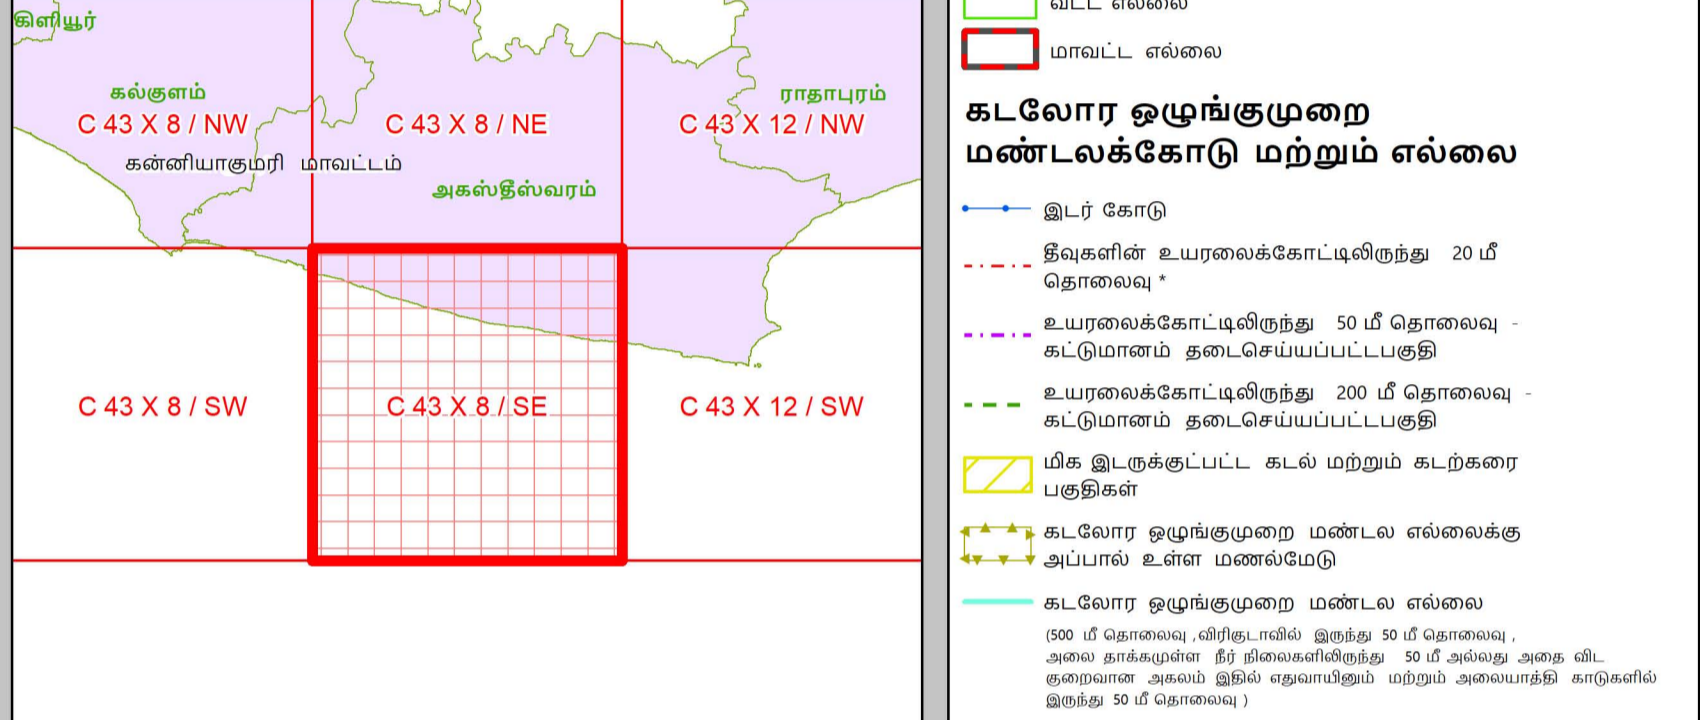 கிளியூர்
கல்குளம்
ராதாபுரம்
C 43 X 8 / NW
C 43 X 8 / NE
C 43 X 12 / NW
கன்னியாகுமரி மாவட்டம்
அகஸ்தீஸ்வரம்
C 43 X 8 / SW
C 43 X 8 / SE
C 43 X 12 / SW
வட்ட எல்லை
மாவட்ட எல்லை
கடலோர ஒழுங்குமுறை
மண்டலக்கோடு மற்றும் எல்லை
இடர் கோடு
தீவுகளின் உயரலைக்கோட்டிலிருந்து 20 மீ
தொலைவு *
உயரலைக்கோட்டிலிருந்து 50 மீ தொலைவு -
கட்டுமானம் தடைசெய்யப்பட்டபகுதி
உயரலைக்கோட்டிலிருந்து 200 மீ தொலைவு -
கட்டுமானம் தடைசெய்யப்பட்டபகுதி
மிக இடருக்குட்பட்ட கடல் மற்றும் கடற்கரை
பகுதிகள்
கடலோர ஒழுங்குமுறை மண்டல எல்லைக்கு
அப்பால் உள்ள மணல்மேடு
கடலோர ஒழுங்குமுறை மண்டல எல்லை
(500 மீ தொலைவு ,விரிகுடாவில் இருந்து 50 மீ தொலைவு ,
அலை தாக்கமுள்ள நீர் நிலைகளிலிருந்து 50 மீ அல்லது அதை விட
குறைவான அகலம் இதில் எதுவாயினும் மற்றும் அலையாத்தி காடுகளில்
இருந்து 50 மீ தொலைவு )